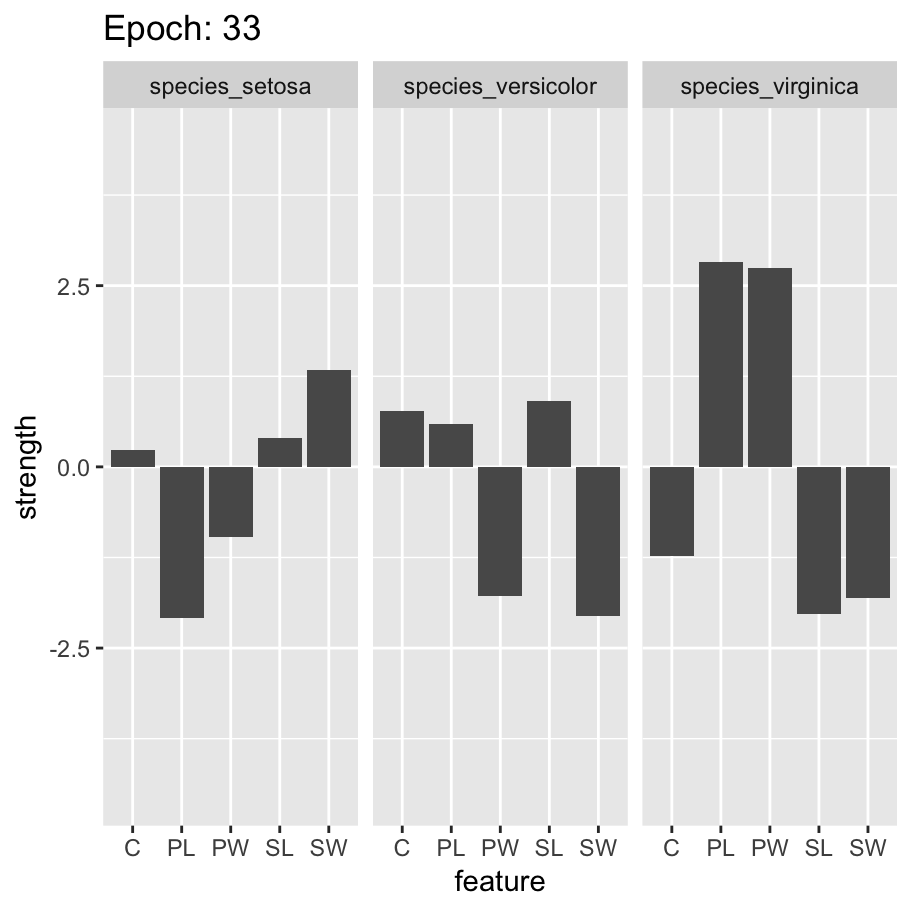 Epoch: 33
species_setosa species_versicolor species_virginica
2.5
0.0
-2.5
strength
C PL PW SL SW C PL PW SL SW C PL PW SL SW
feature